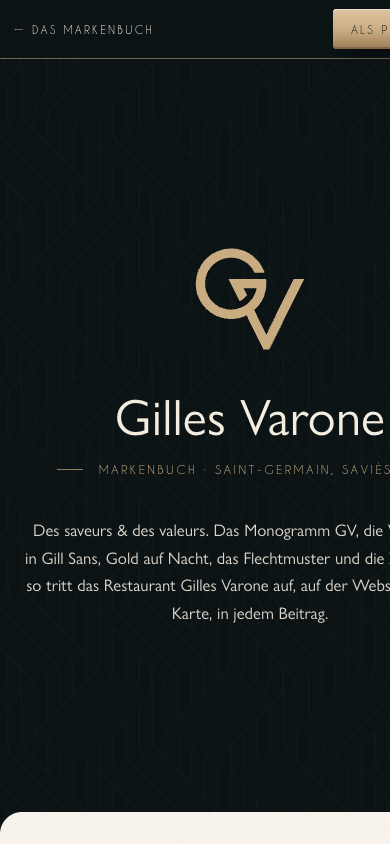 ← DAS MARKENBUCH
ALS P
GV
Gilles Varone
MARKENBUCH · SAINT-GERMAIN, SAVIÈS
Des saveurs & des valeurs. Das Monogramm GV, die
in Gill Sans, Gold auf Nacht, das Flechtmuster und die
so tritt das Restaurant Gilles Varone auf, auf der Webs
Karte, in jedem Beitrag.